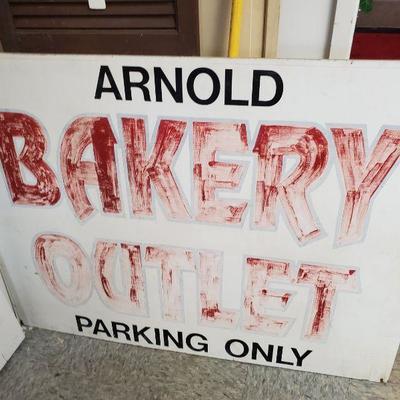 ARNOLD
BAKERY
OUTLET
PARKING ONLY